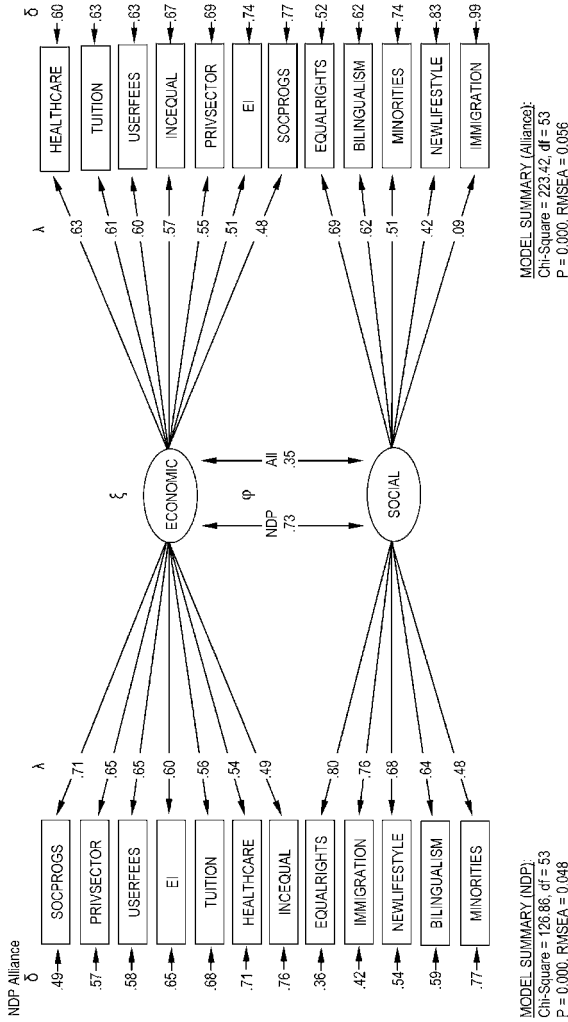 NDP Alliance
δ λ
.49 SOCPROGS .71
.57 PRIVSECTOR .65
.58 USERFEES .65
.65 EI .60
.68 TUITION .56
.71 HEALTHCARE .54
.76 INCEQUAL .49
.36 EQUALRIGHTS .80
.42 IMMIGRATION .76
.54 NEWLIFESTYLE .68
.59 BILINGUALISM .64
.77 MINORITIES .48
MODEL SUMMARY (NDP):
Chi-Square = 126.86, df = 53
P = 0.000, RMSEA = 0.048
ξ
ECONOMIC
φ
NDP All
.73 .35
SOCIAL
λ δ
.63 HEALTHCARE .60
.61 TUITION .63
.60 USERFEES .63
.57 INCEQUAL .67
.55 PRIVSECTOR .69
.51 EI .74
.48 SOCPROGS .77
.69 EQUALRIGHTS .52
.62 BILINGUALISM .62
.51 MINORITIES .74
.42 NEWLIFESTYLE .83
.09 IMMIGRATION .99
MODEL SUMMARY (Alliance):
Chi-Square = 223.42, df = 53
P = 0.000, RMSEA = 0.056